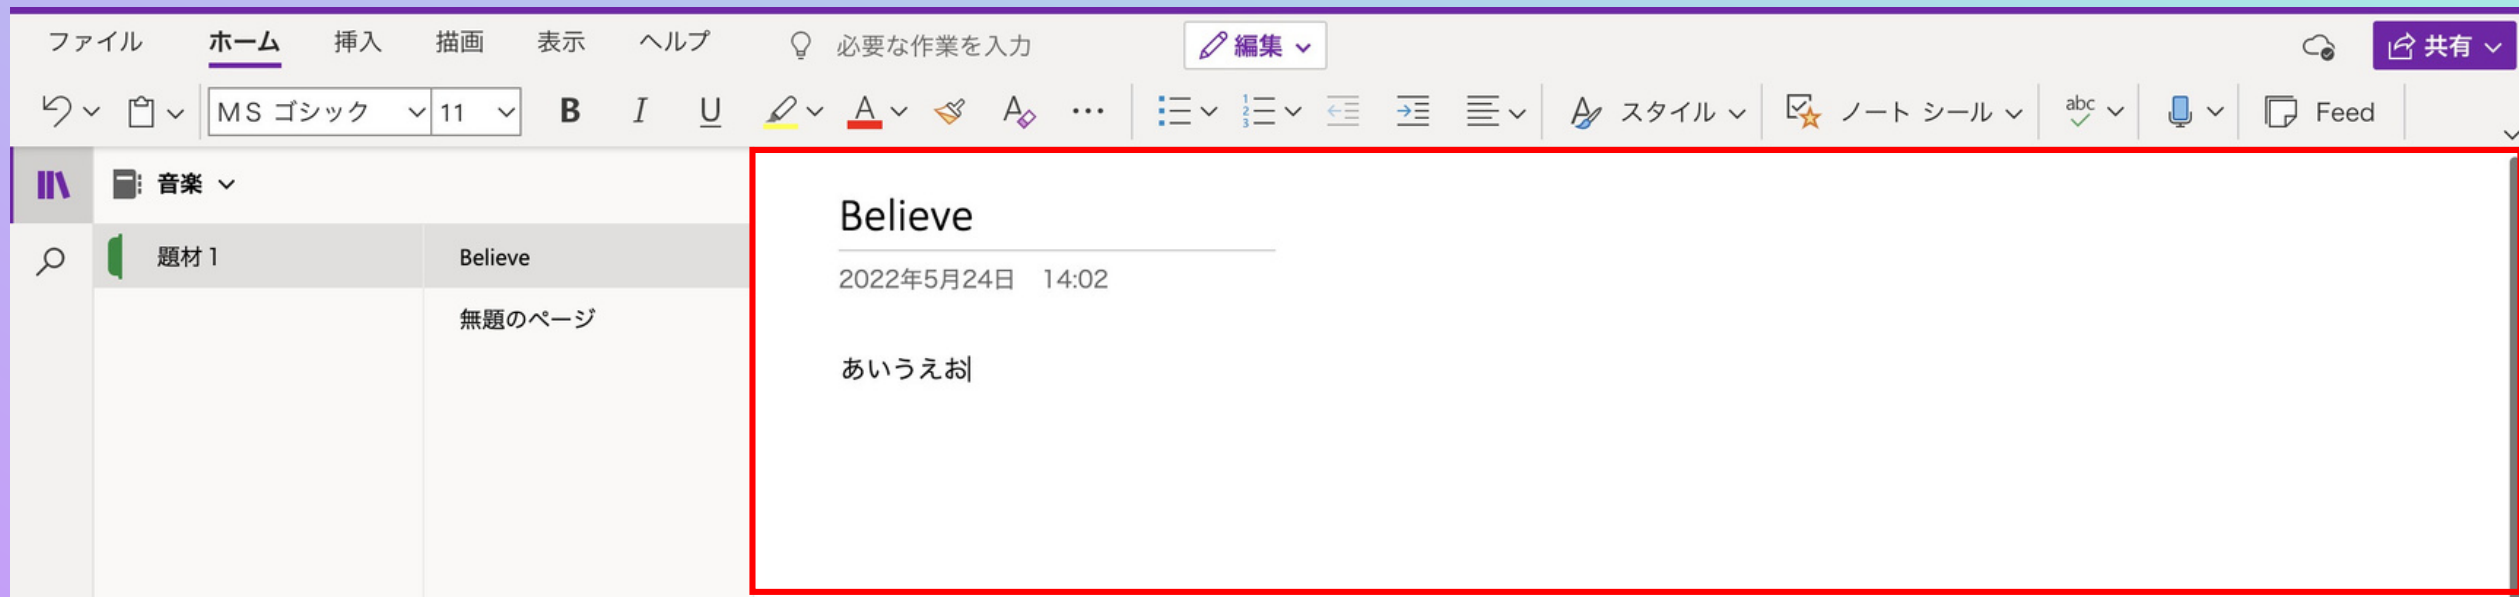 ファイル ホーム 挿入 描画 表示 ヘルプ 必要な作業を入力 編集 共有
MS ゴシック 11 B I U A A スタイル ノート シール abc Feed
音楽
題材1 Believe
無題のページ
Believe
2022年5月24日 14:02
あいうえお